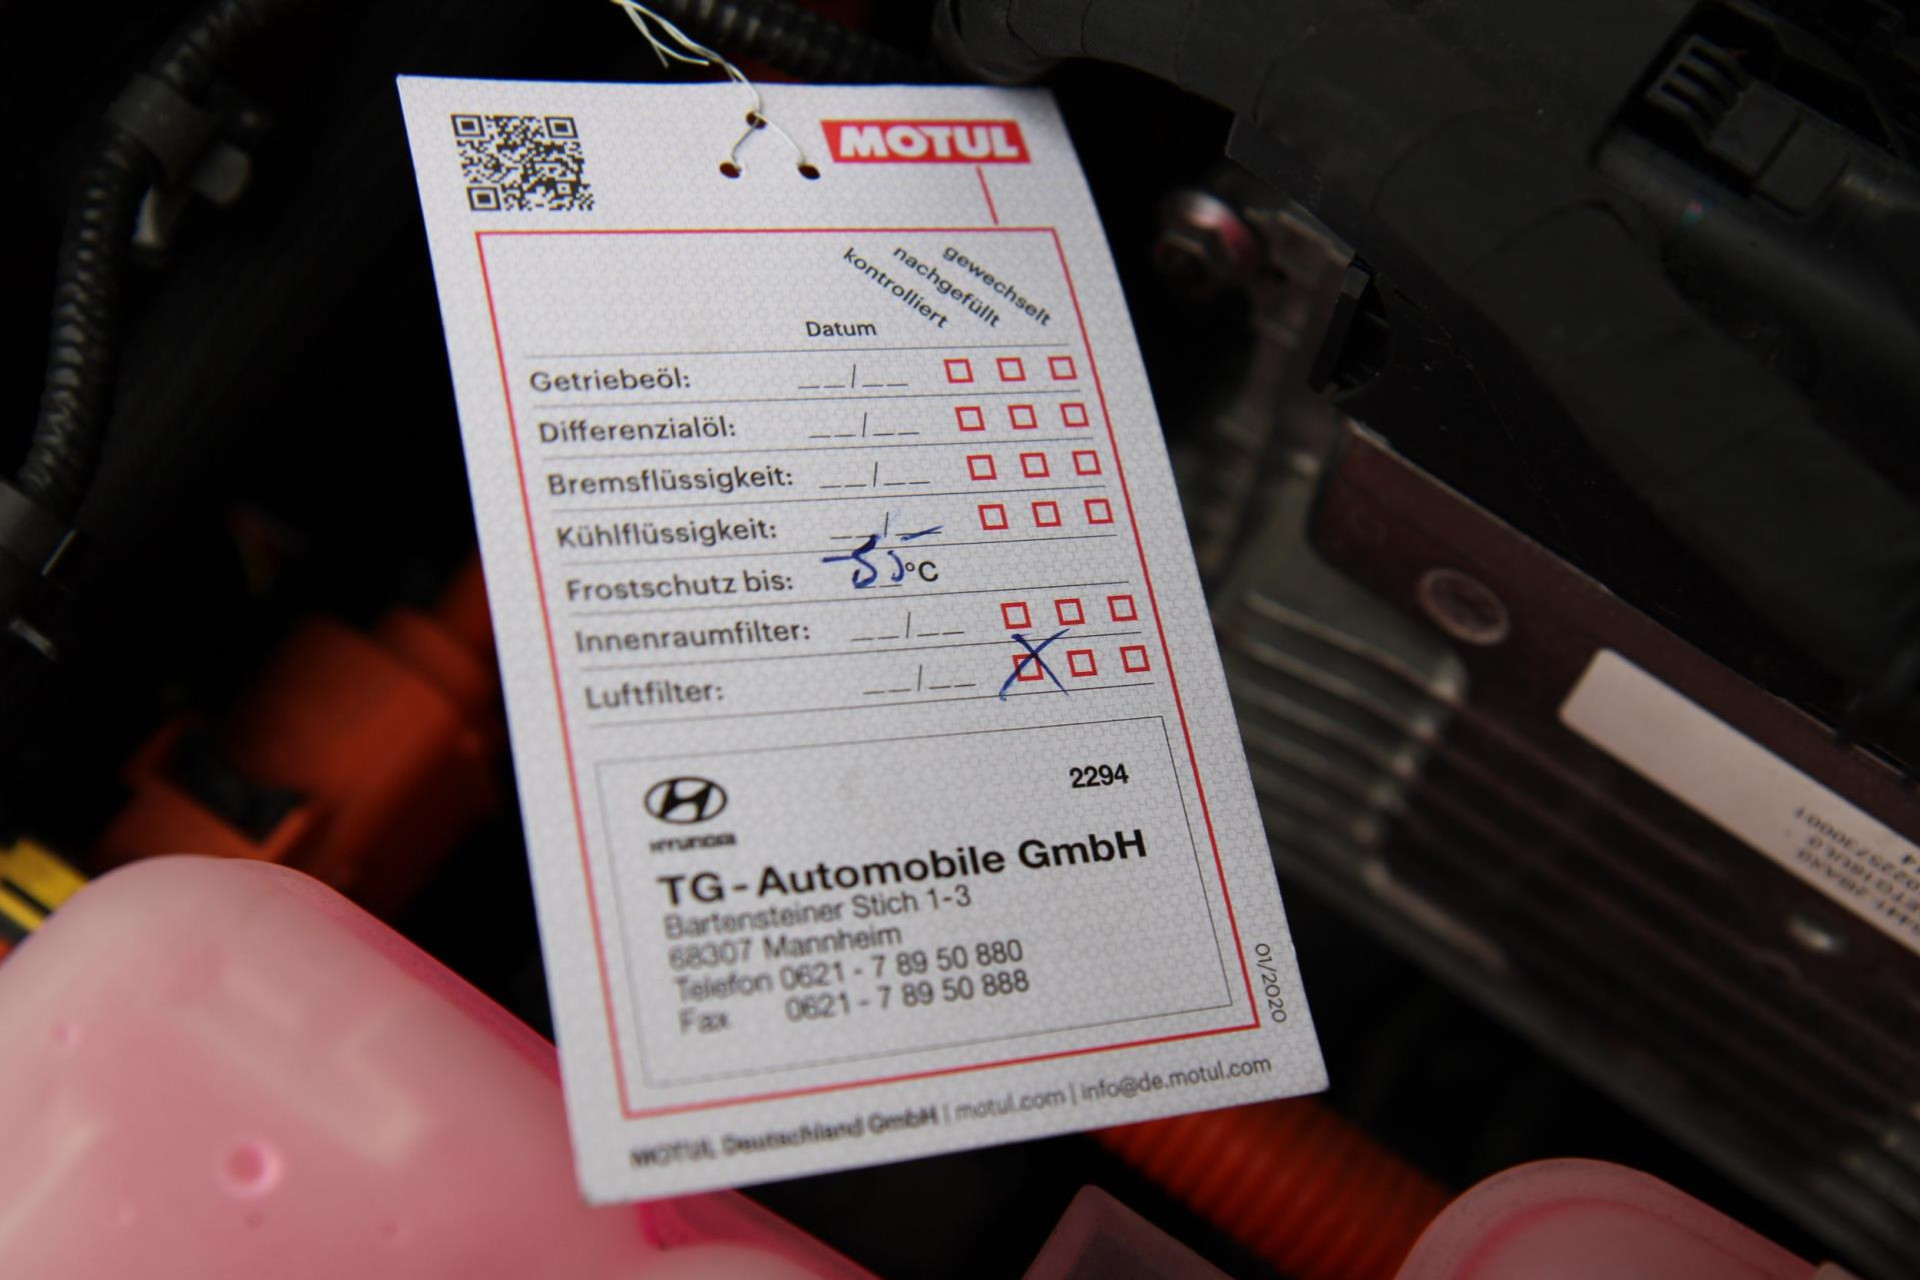 MOTUL
kontrolliert nachgefüllt gewechselt
Datum
Getriebeöl: __/__
Differenzialöl: __/__
Bremsflüssigkeit: __/__
Kühlflüssigkeit: __/__
Frostschutz bis: -35 °C
Innenraumfilter: __/__
Luftfilter: __/__
2294
HYUNDAI
TG-Automobile GmbH
Bartensteiner Stich 1-3
68307 Mannheim
Telefon 0621 - 7 89 50 880
Fax 0621 - 7 89 50 888
01/2020
MOTUL Deutschland GmbH | motul.com | info@de.motul.com